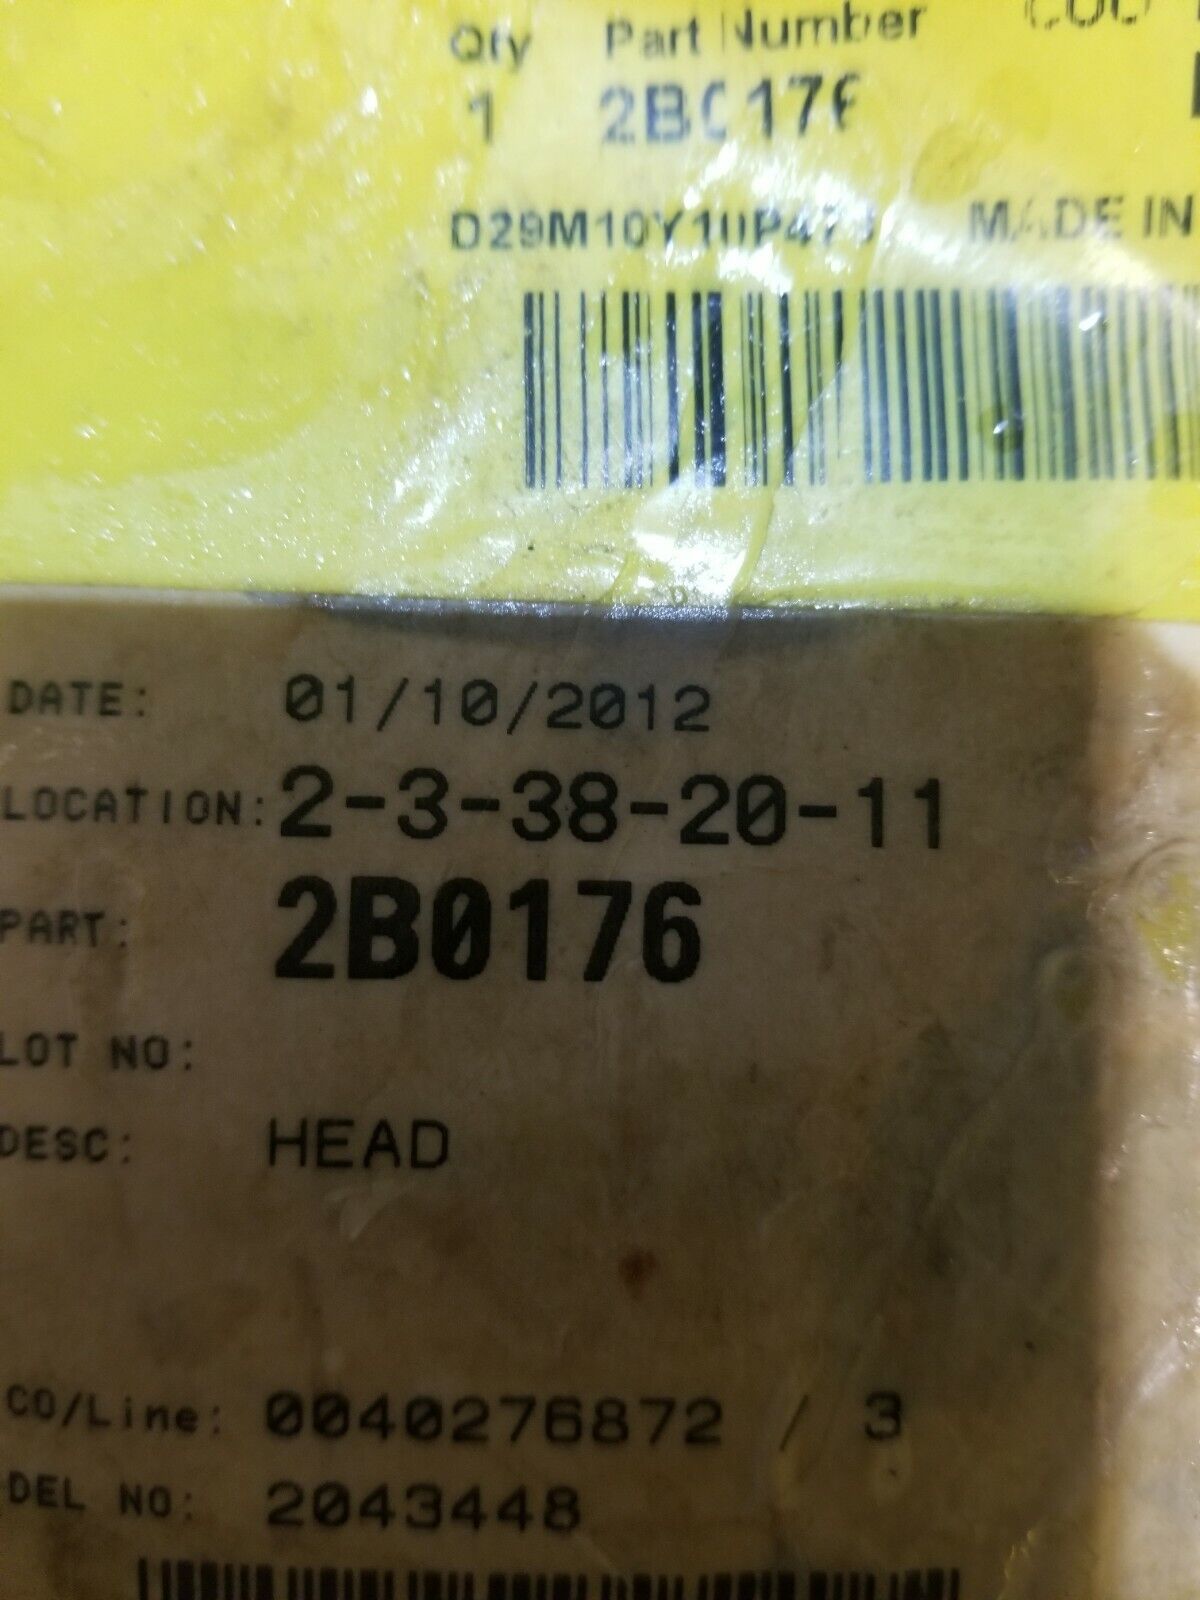 Qty Part Number
1 2B0176
MADE IN
DATE: 01/10/2012
LOCATION: 2-3-38-20-11
PART: 2B0176
LOT NO:
DESC: HEAD
CO/Line: 0040276872 / 3
DEL NO: 2043448